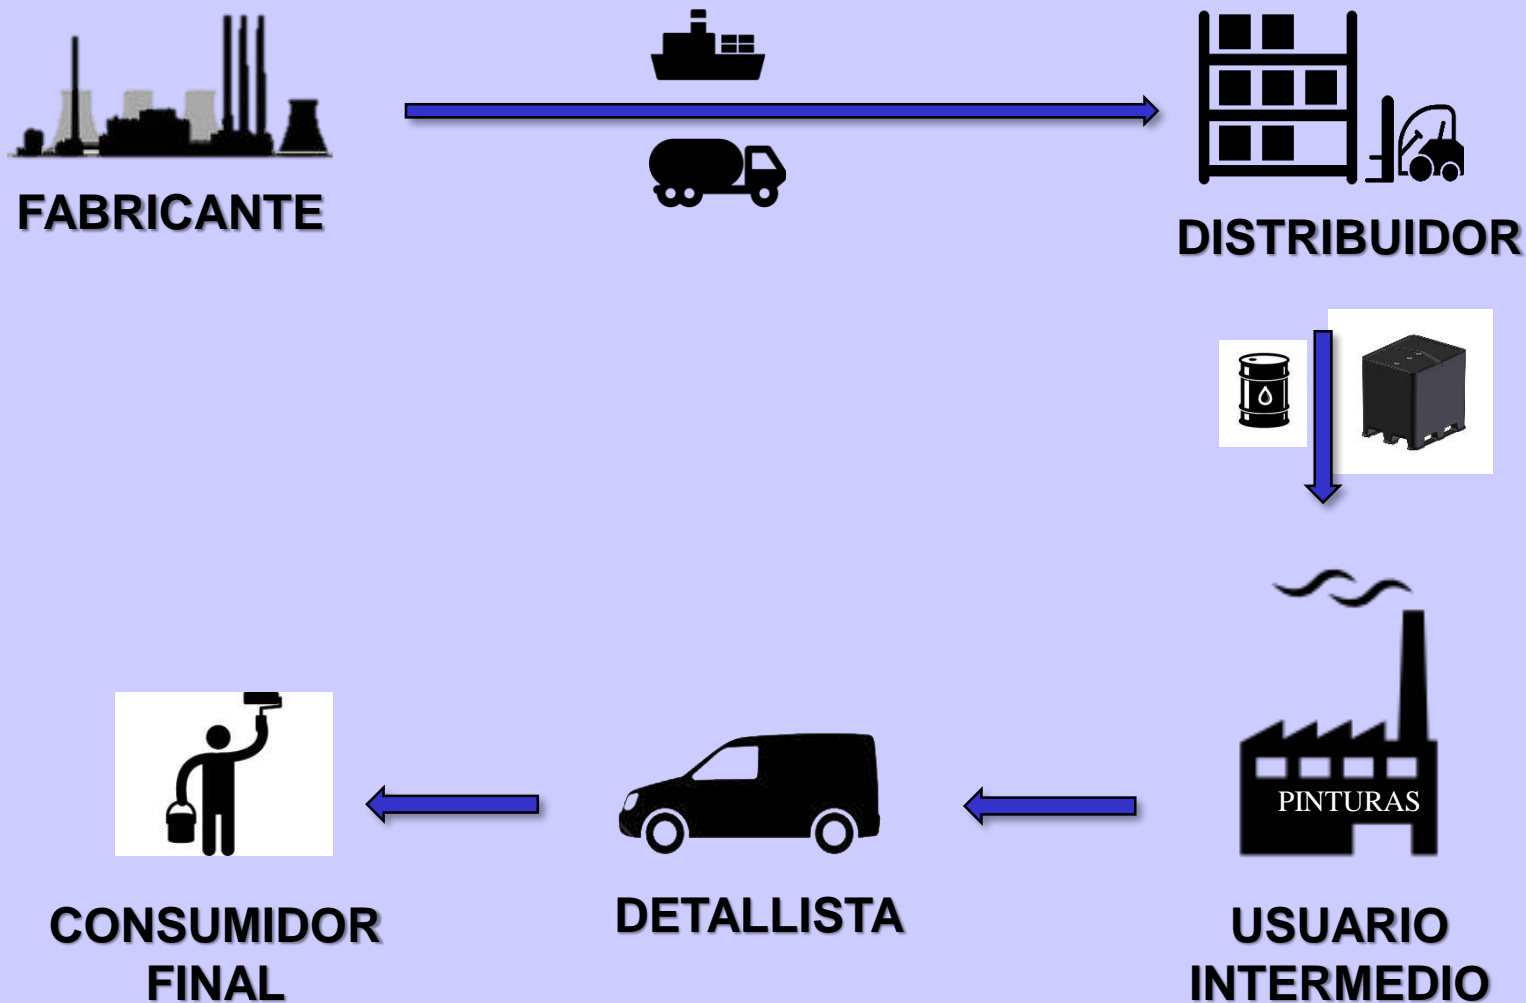 FABRICANTE
DISTRIBUIDOR
PINTURAS
CONSUMIDOR
FINAL
DETALLISTA
USUARIO
INTERMEDIO